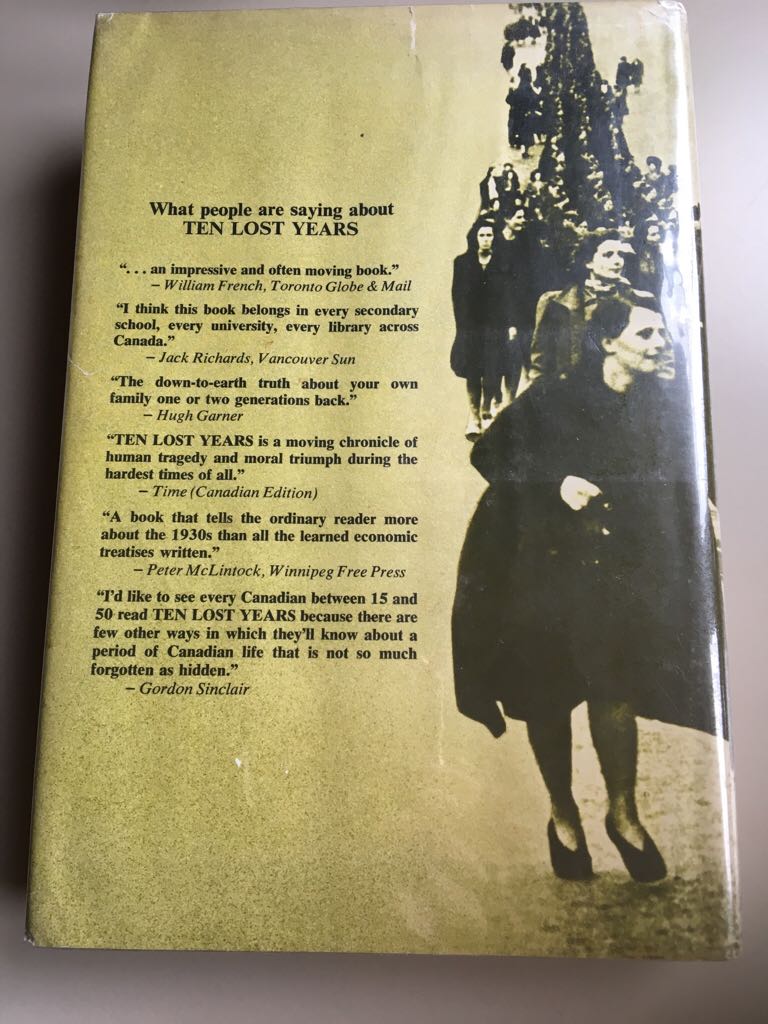 What people are saying about
TEN LOST YEARS
“. . . an impressive and often moving book.”
– William French, Toronto Globe & Mail
“I think this book belongs in every secondary
school, every university, every library across
Canada.”
– Jack Richards, Vancouver Sun
“The down-to-earth truth about your own
family one or two generations back.”
– Hugh Garner
“TEN LOST YEARS is a moving chronicle of
human tragedy and moral triumph during the
hardest times of all.”
– Time (Canadian Edition)
“A book that tells the ordinary reader more
about the 1930s than all the learned economic
treatises written.”
– Peter McLintock, Winnipeg Free Press
“I’d like to see every Canadian between 15 and
50 read TEN LOST YEARS because there are
few other ways in which they’ll know about a
period of Canadian life that is not so much
forgotten as hidden.”
– Gordon Sinclair